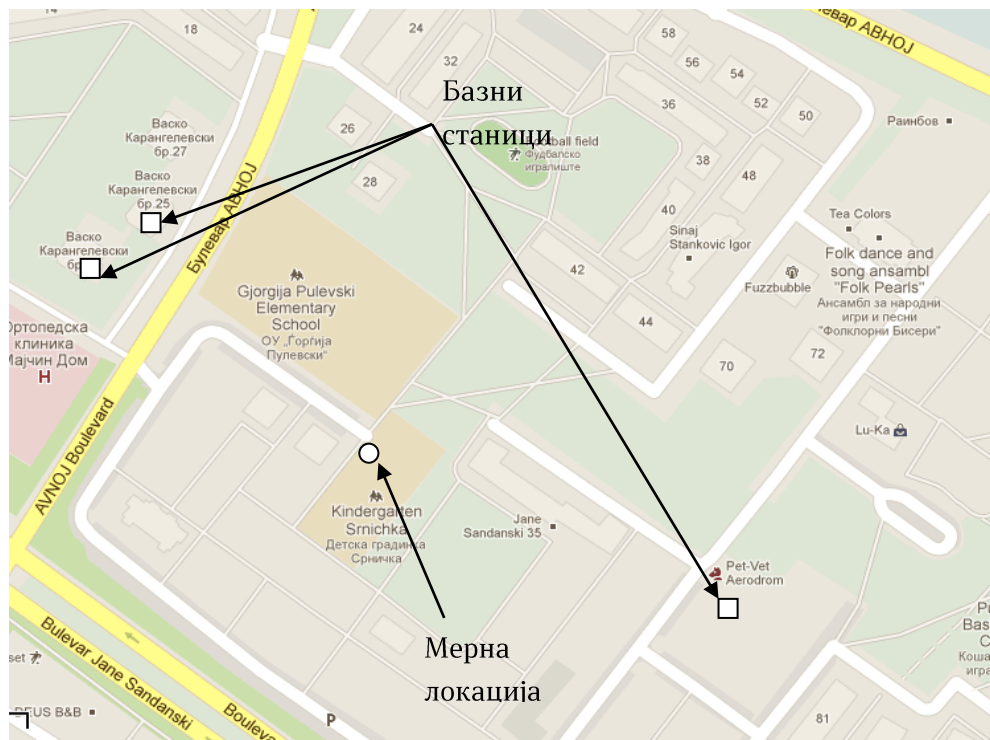 14
18
24
32
58
56
54
52
50
36
38
48
40
26
28
42
44
70
72
81
Булевар АВНОЈ
Раинбов
Базни
станици
Football field
Фудбалско
игралиште
Васко
Карангелевски
бр.27
Васко
Карангелевски
бр.25
Васко
Карангелевски
Булевар АВНОЈ
Sinaj
Stankovic Igor
Tea Colors
Folk dance and
song ansambl
"Folk Pearls"
Ансамбл за народни
игри и песни
"Фолклорни Бисери"
Fuzzbubble
Gjorgija Pulevski
Elementary
School
ОУ „Ѓорѓија
Пулевски"
Ортопедска
клиника
Мајчин Дом
H
AVNOJ Boulevard
Lu-Ka
Kindergarten
Srnichka
Детска градинка
Срничка
Jane
Sandanski 35
Pet-Vet
Aerodrom
Мерна
локација
Bulevar Jane Sandanski
P